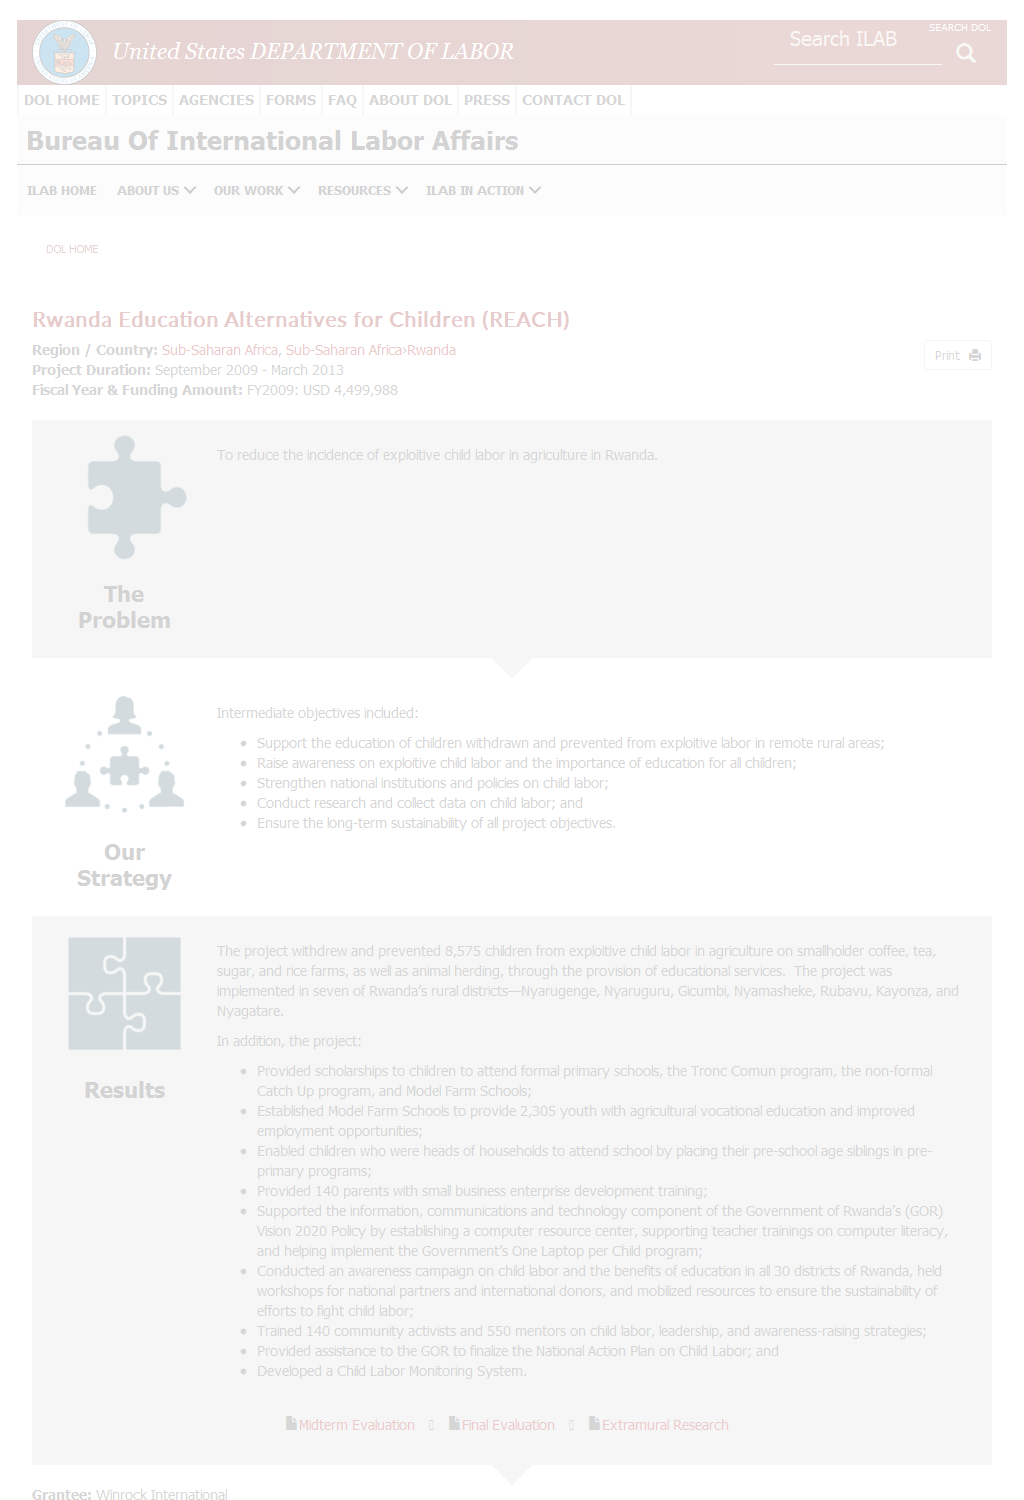 United States DEPARTMENT OF LABOR
Search ILAB
SEARCH DOL
DOL HOME TOPICS AGENCIES FORMS FAQ ABOUT DOL PRESS CONTACT DOL
Bureau Of International Labor Affairs
ILAB HOME ABOUT US OUR WORK RESOURCES ILAB IN ACTION
DOL HOME
Rwanda Education Alternatives for Children (REACH)
Region / Country: Sub-Saharan Africa, Sub-Saharan Africa›Rwanda
Project Duration: September 2009 - March 2013
Fiscal Year & Funding Amount: FY2009: USD 4,499,988
Print
The
Problem
To reduce the incidence of exploitive child labor in agriculture in Rwanda.
Our
Strategy
Intermediate objectives included:
• Support the education of children withdrawn and prevented from exploitive labor in remote rural areas;
• Raise awareness on exploitive child labor and the importance of education for all children;
• Strengthen national institutions and policies on child labor;
• Conduct research and collect data on child labor; and
• Ensure the long-term sustainability of all project objectives.
Results
The project withdrew and prevented 8,575 children from exploitive child labor in agriculture on smallholder coffee, tea,
sugar, and rice farms, as well as animal herding, through the provision of educational services. The project was
implemented in seven of Rwanda’s rural districts—Nyarugenge, Nyaruguru, Gicumbi, Nyamasheke, Rubavu, Kayonza, and
Nyagatare.
In addition, the project:
• Provided scholarships to children to attend formal primary schools, the Tronc Comun program, the non-formal
Catch Up program, and Model Farm Schools;
• Established Model Farm Schools to provide 2,305 youth with agricultural vocational education and improved
employment opportunities;
• Enabled children who were heads of households to attend school by placing their pre-school age siblings in pre-
primary programs;
• Provided 140 parents with small business enterprise development training;
• Supported the information, communications and technology component of the Government of Rwanda’s (GOR)
Vision 2020 Policy by establishing a computer resource center, supporting teacher trainings on computer literacy,
and helping implement the Government’s One Laptop per Child program;
• Conducted an awareness campaign on child labor and the benefits of education in all 30 districts of Rwanda, held
workshops for national partners and international donors, and mobilized resources to ensure the sustainability of
efforts to fight child labor;
• Trained 140 community activists and 550 mentors on child labor, leadership, and awareness-raising strategies;
• Provided assistance to the GOR to finalize the National Action Plan on Child Labor; and
• Developed a Child Labor Monitoring System.
Midterm Evaluation Final Evaluation Extramural Research
Grantee: Winrock International